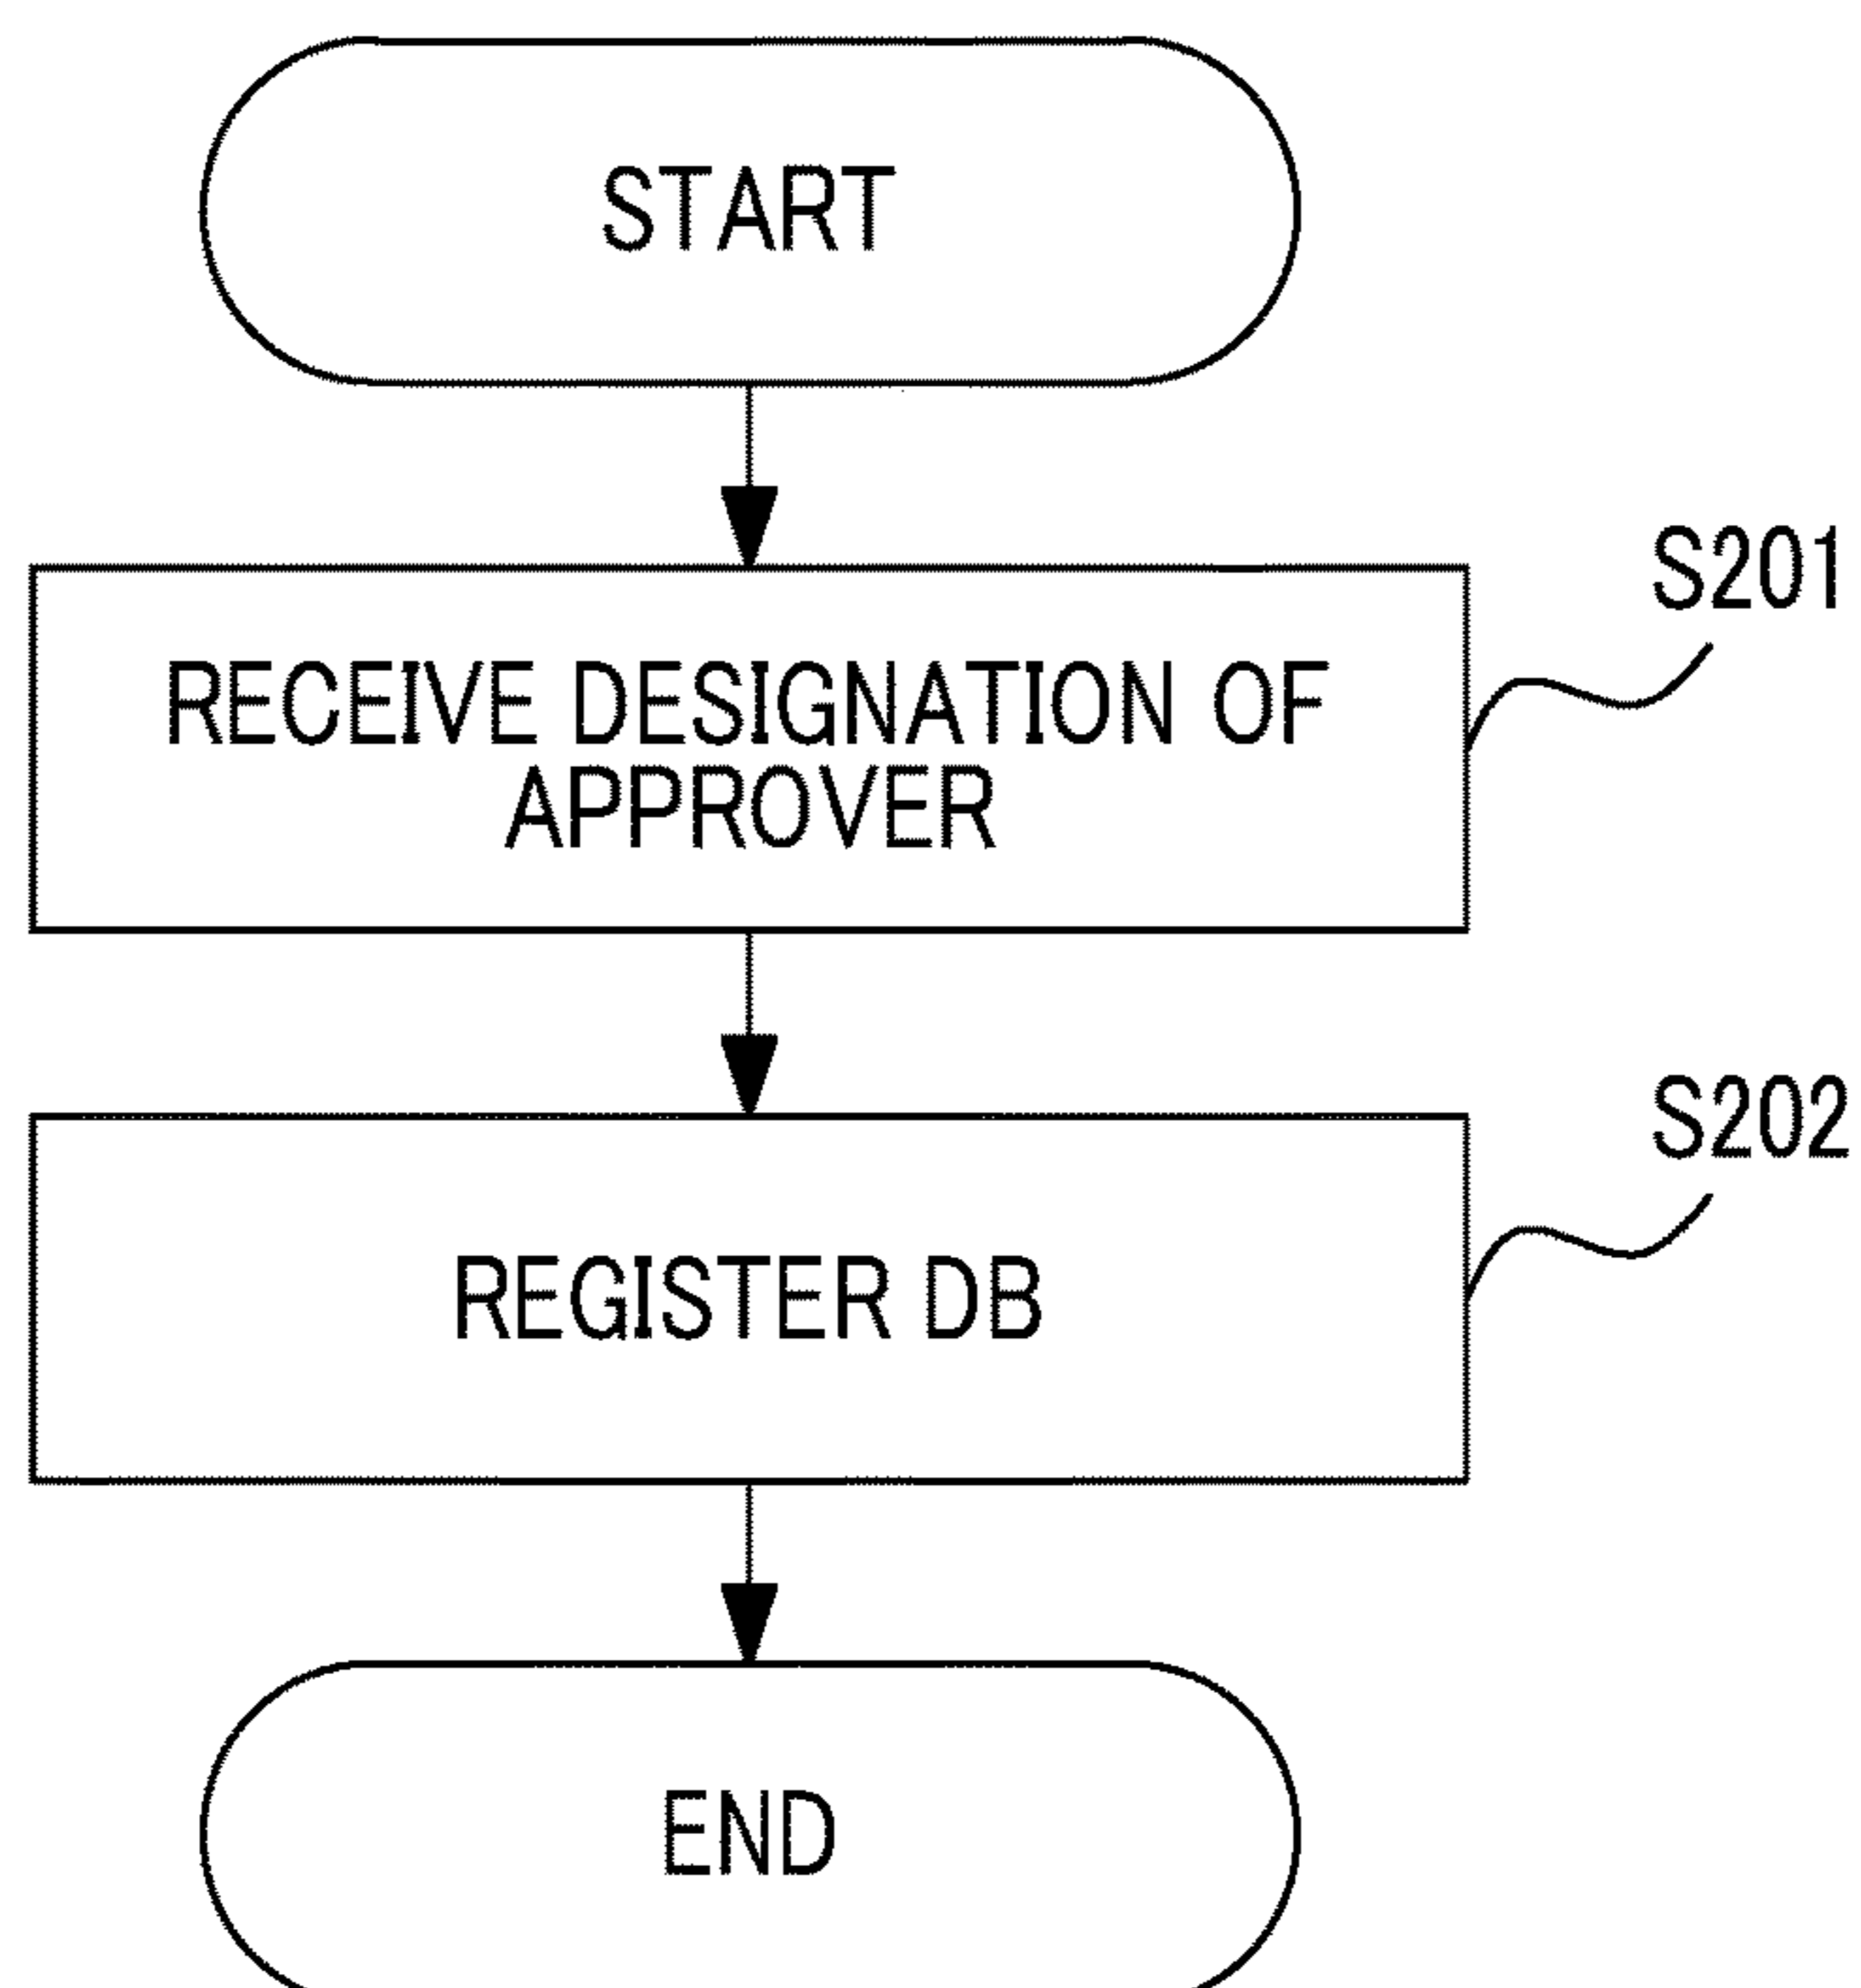 START
S201
RECEIVE DESIGNATION OF
APPROVER
S202
REGISTER DB
END